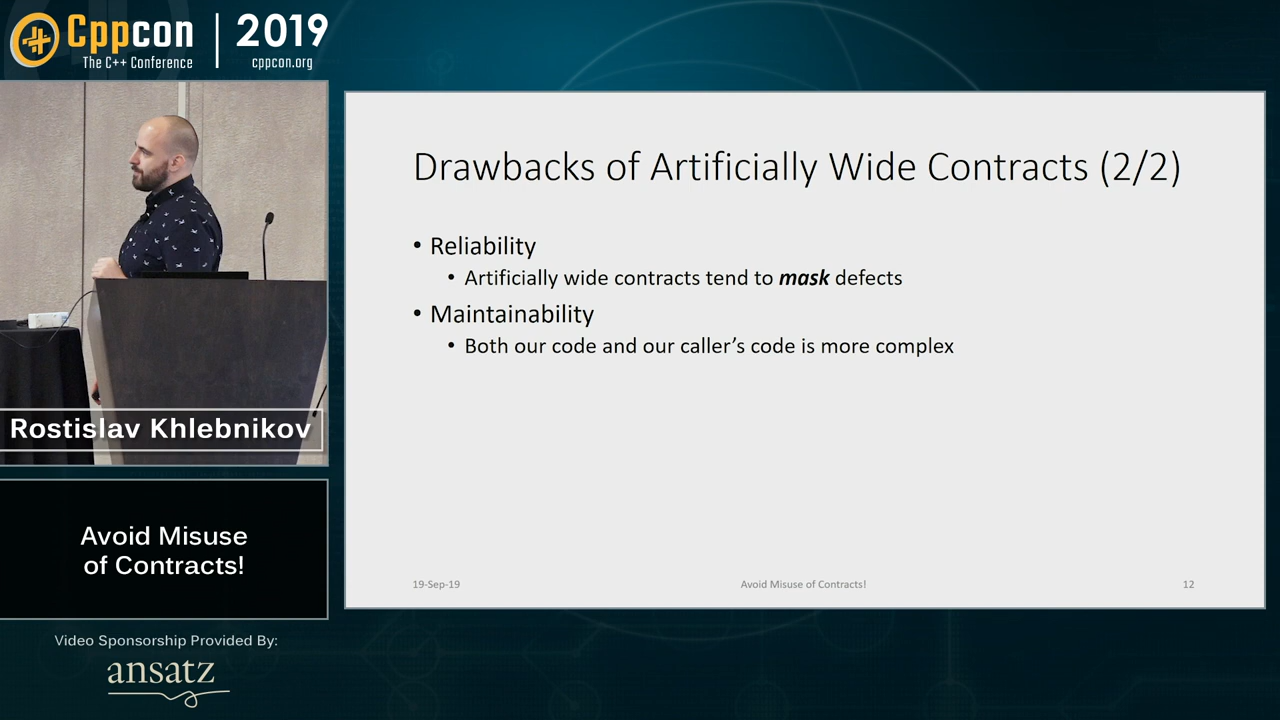 Cppcon
The C++ Conference
2019
cppcon.org
Rostislav Khlebnikov
Avoid Misuse
of Contracts!
Video Sponsorship Provided By:
ansatz
Drawbacks of Artificially Wide Contracts (2/2)
• Reliability
• Artificially wide contracts tend to mask defects
• Maintainability
• Both our code and our caller's code is more complex
19-Sep-19
Avoid Misuse of Contracts!
12